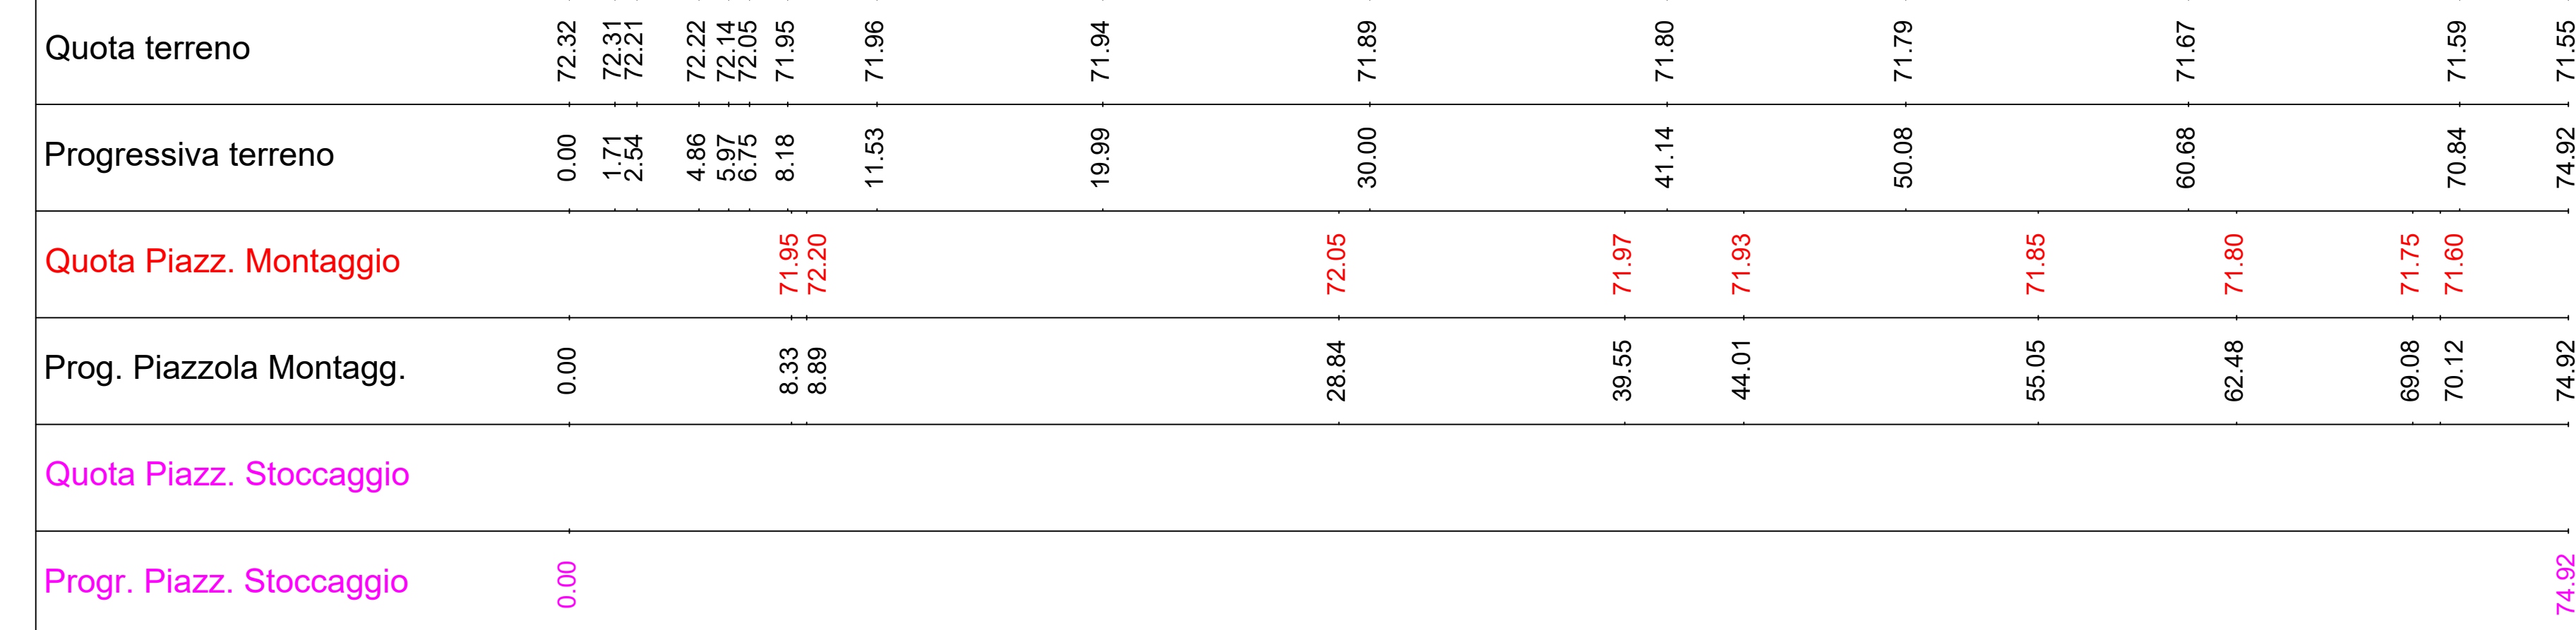 Quota terreno 72.32 72.31 72.21 72.22 72.14 72.05 71.95 71.96 71.94 71.89 71.80 71.79 71.67 71.59 71.55
Progressiva terreno 0.00 1.71 2.54 4.86 5.97 6.75 8.18 11.53 19.99 30.00 41.14 50.08 60.68 70.84 74.92
Quota Piazz. Montaggio 71.95 72.20 72.05 71.97 71.93 71.85 71.80 71.75 71.60
Prog. Piazzola Montagg. 0.00 8.33 8.89 28.84 39.55 44.01 55.05 62.48 69.08 70.12 74.92
Quota Piazz. Stoccaggio
Progr. Piazz. Stoccaggio 0.00 74.92